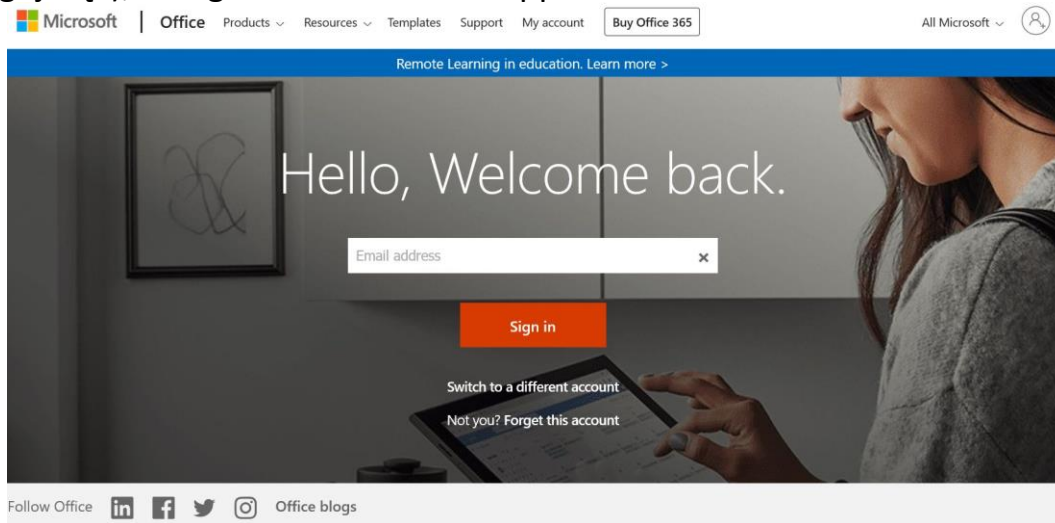 Microsoft | Office Products Resources Templates Support My account Buy Office 365 All Microsoft
Remote Learning in education. Learn more >
Hello, Welcome back.
Email address
Sign in
Switch to a different account
Not you? Forget this account
Follow Office Office blogs